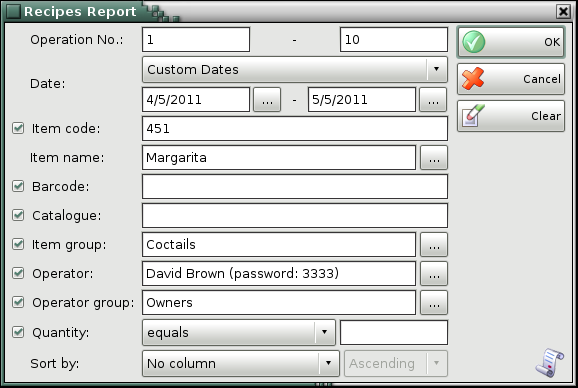 Recipes Report
Operation No.: 1 - 10 OK
Custom Dates
Date:
Cancel
4/5/2011 ... - 5/5/2011 ...
Item code: 451 Clear
Item name: Margarita ...
Barcode:
Catalogue:
Item group: Coctails ...
Operator: David Brown (password: 3333) ...
Operator group: Owners ...
Quantity: equals
Sort by: No column Ascending